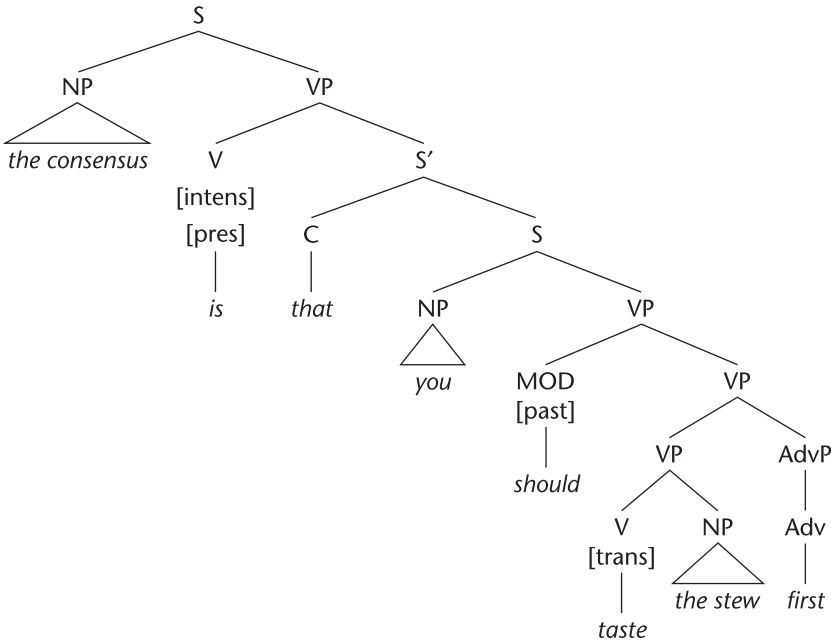 S
NP VP
the consensus V S′
[intens]
[pres] C S
is that NP VP
you MOD VP
[past]
should VP AdvP
V NP Adv
[trans]
the stew first
taste